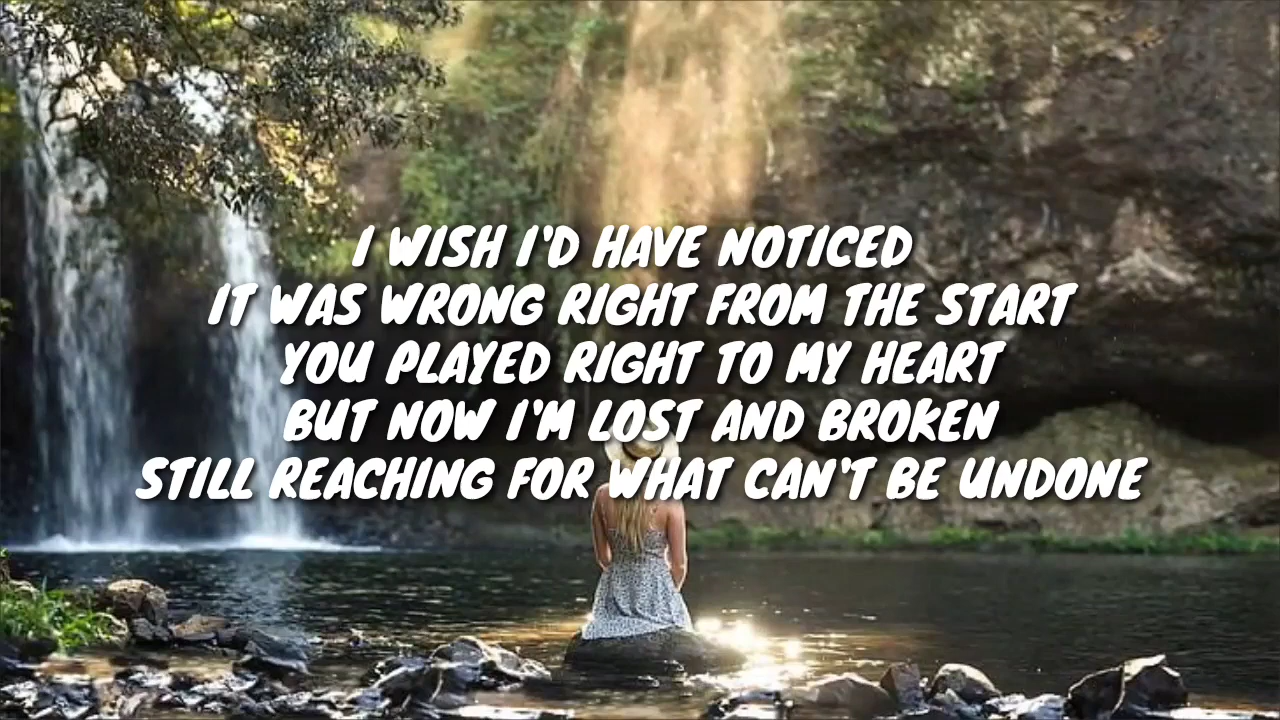 I WISH I'D HAVE NOTICED
IT WAS WRONG RIGHT FROM THE START
YOU PLAYED RIGHT TO MY HEART
BUT NOW I'M LOST AND BROKEN
STILL REACHING FOR WHAT CAN'T BE UNDONE